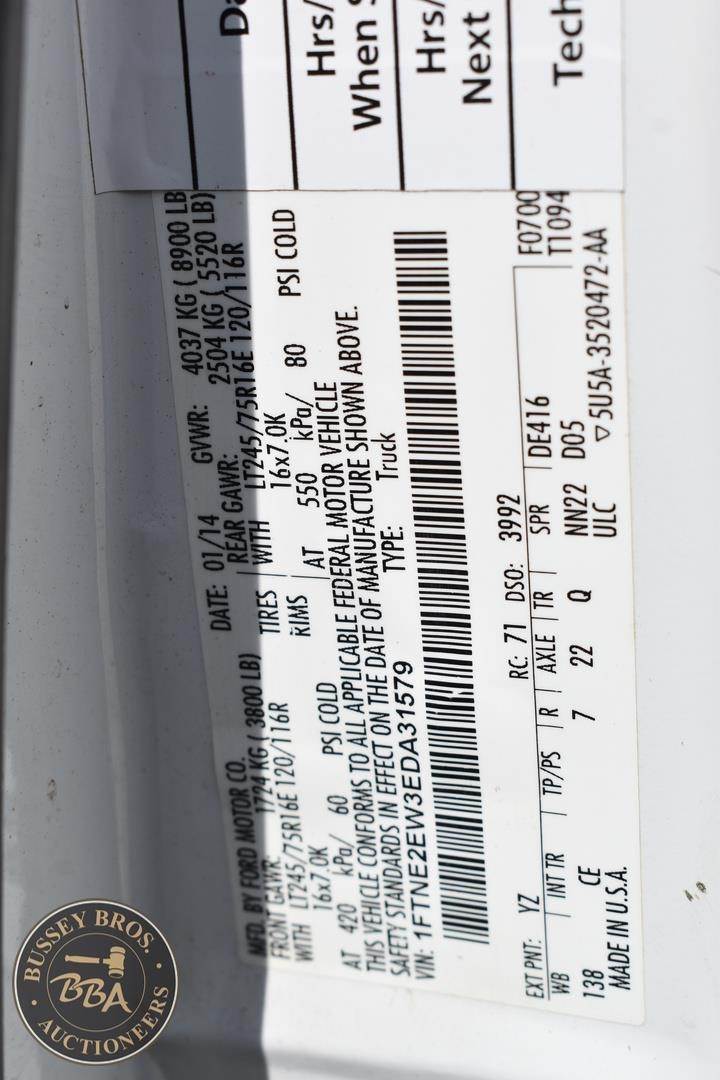 MFD. BY FORD MOTOR CO.
DATE: 01/14 GVWR: 4037 KG ( 8900 LB
FRONT GAWR: 1724 KG ( 3800 LB)
REAR GAWR: 2504 KG ( 5520 LB)
WITH LT245/75R16E 120/116R TIRES WITH LT245/75R16E 120/116R
16x7.0K RIMS 16x7.0K
AT 420 kPa/ 60 PSI COLD AT 550 kPa/ 80 PSI COLD
THIS VEHICLE CONFORMS TO ALL APPLICABLE FEDERAL MOTOR VEHICLE
SAFETY STANDARDS IN EFFECT ON THE DATE OF MANUFACTURE SHOWN ABOVE.
VIN: 1FTNE2EW3EDA31579 TYPE: Truck
EXT PNT: YZ RC: 71 DSO: 3992 F0700
WB INT TR TP/PS R AXLE TR SPR DE416 T1094
138 CE 7 22 Q NN22 D05
MADE IN U.S.A. ULC ▽5U5A-3520472-AA
Da
Hrs/
When S
Hrs/
Next
Tech
BUSSEY BROS.
BBA
AUCTIONEERS